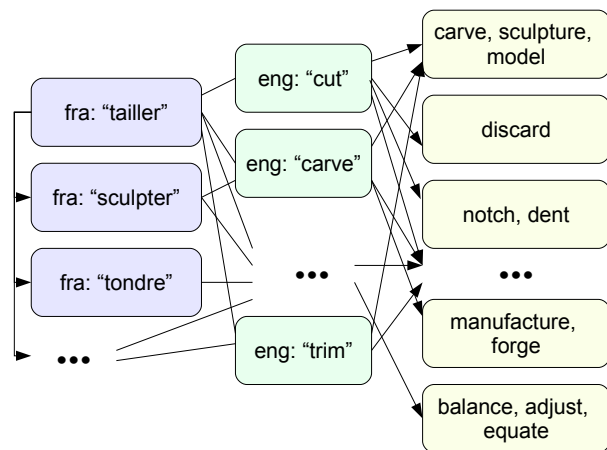 fra: “tailler”
fra: “sculpter”
fra: “tondre”
•••
eng: “cut”
eng: “carve”
•••
eng: “trim”
carve, sculpture,
model
discard
notch, dent
•••
manufacture,
forge
balance, adjust,
equate